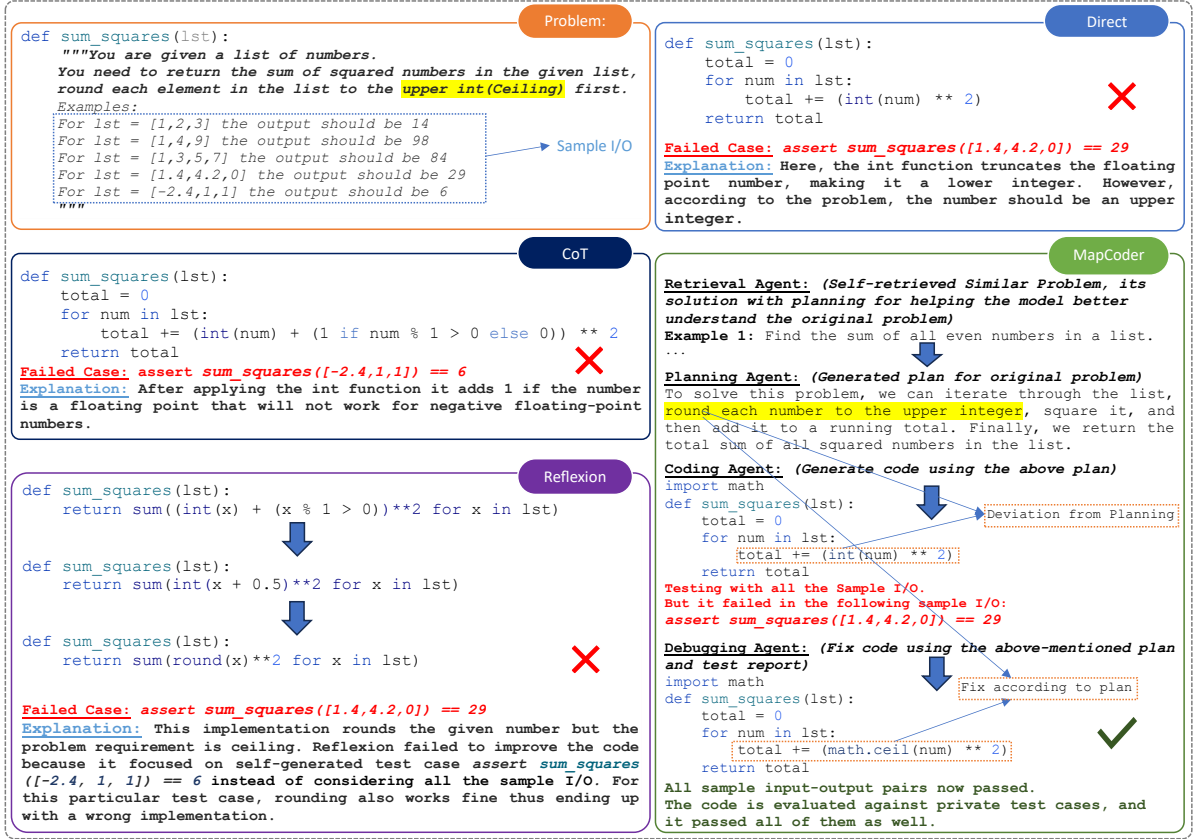 Problem:
def sum_squares(lst):
"""You are given a list of numbers.
You need to return the sum of squared numbers in the given list,
round each element in the list to the upper int(Ceiling) first.
Examples:
For lst = [1,2,3] the output should be 14
For lst = [1,4,9] the output should be 98
For lst = [1,3,5,7] the output should be 84
For lst = [1.4,4.2,0] the output should be 29
For lst = [-2.4,1,1] the output should be 6
"""
Sample I/O
Direct
def sum_squares(lst):
total = 0
for num in lst:
total += (int(num) ** 2)
return total
Failed Case: assert sum_squares([1.4,4.2,0]) == 29
Explanation: Here, the int function truncates the floating
point number, making it a lower integer. However,
according to the problem, the number should be an upper
integer.
CoT
def sum_squares(lst):
total = 0
for num in lst:
total += (int(num) + (1 if num % 1 > 0 else 0)) ** 2
return total
Failed Case: assert sum_squares([-2.4,1,1]) == 6
Explanation: After applying the int function it adds 1 if the number
is a floating point that will not work for negative floating-point
numbers.
Reflexion
def sum_squares(lst):
return sum((int(x) + (x % 1 > 0))**2 for x in lst)
def sum_squares(lst):
return sum(int(x + 0.5)**2 for x in lst)
def sum_squares(lst):
return sum(round(x)**2 for x in lst)
Failed Case: assert sum_squares([1.4,4.2,0]) == 29
Explanation: This implementation rounds the given number but the
problem requirement is ceiling. Reflexion failed to improve the code
because it focused on self-generated test case assert sum_squares
([-2.4, 1, 1]) == 6 instead of considering all the sample I/O. For
this particular test case, rounding also works fine thus ending up
with a wrong implementation.
MapCoder
Retrieval Agent: (Self-retrieved Similar Problem, its
solution with planning for helping the model better
understand the original problem)
Example 1: Find the sum of all even numbers in a list.
...
Planning Agent: (Generated plan for original problem)
To solve this problem, we can iterate through the list,
round each number to the upper integer, square it, and
then add it to a running total. Finally, we return the
total sum of all squared numbers in the list.
Coding Agent: (Generate code using the above plan)
import math
def sum_squares(lst):
total = 0
for num in lst:
total += (int(num) ** 2)
return total
Deviation from Planning
Testing with all the Sample I/O.
But it failed in the following sample I/O:
assert sum_squares([1.4,4.2,0]) == 29
Debugging Agent: (Fix code using the above-mentioned plan
and test report)
import math
def sum_squares(lst):
total = 0
for num in lst:
total += (math.ceil(num) ** 2)
return total
Fix according to plan
All sample input-output pairs now passed.
The code is evaluated against private test cases, and
it passed all of them as well.